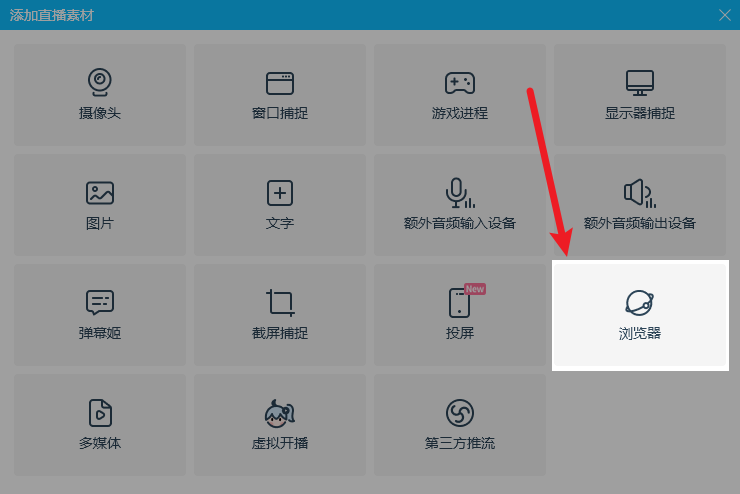 添加直播素材
摄像头
窗口捕捉
游戏进程
显示器捕捉
图片
文字
额外音频输入设备
额外音频输出设备
弹幕姬
截屏捕捉
New
投屏
浏览器
多媒体
虚拟开播
第三方推流